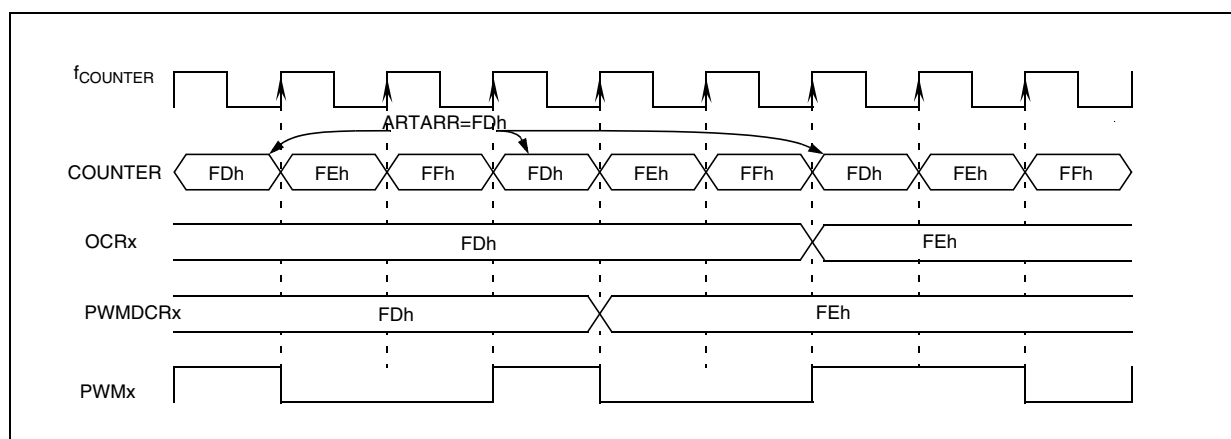 fCOUNTER
ARTARR=FDh
COUNTER FDh FEh FFh FDh FEh FFh FDh FEh FFh
OCRx FDh FEh
PWMDCRx FDh FEh
PWMx